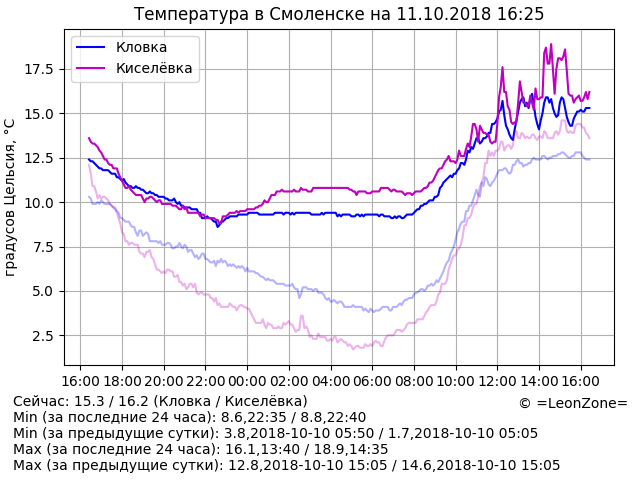 Температура в Смоленске на 11.10.2018 16:25
Кловка
Киселёвка
градусов Цельсия, °C
17.5
15.0
12.5
10.0
7.5
5.0
2.5
16:00 18:00 20:00 22:00 00:00 02:00 04:00 06:00 08:00 10:00 12:00 14:00 16:00
Сейчас: 15.3 / 16.2 (Кловка / Киселёвка)
© =LeonZone=
Min (за последние 24 часа): 8.6,22:35 / 8.8,22:40
Min (за предыдущие сутки): 3.8,2018-10-10 05:50 / 1.7,2018-10-10 05:05
Max (за последние 24 часа): 16.1,13:40 / 18.9,14:35
Max (за предыдущие сутки): 12.8,2018-10-10 15:05 / 14.6,2018-10-10 15:05